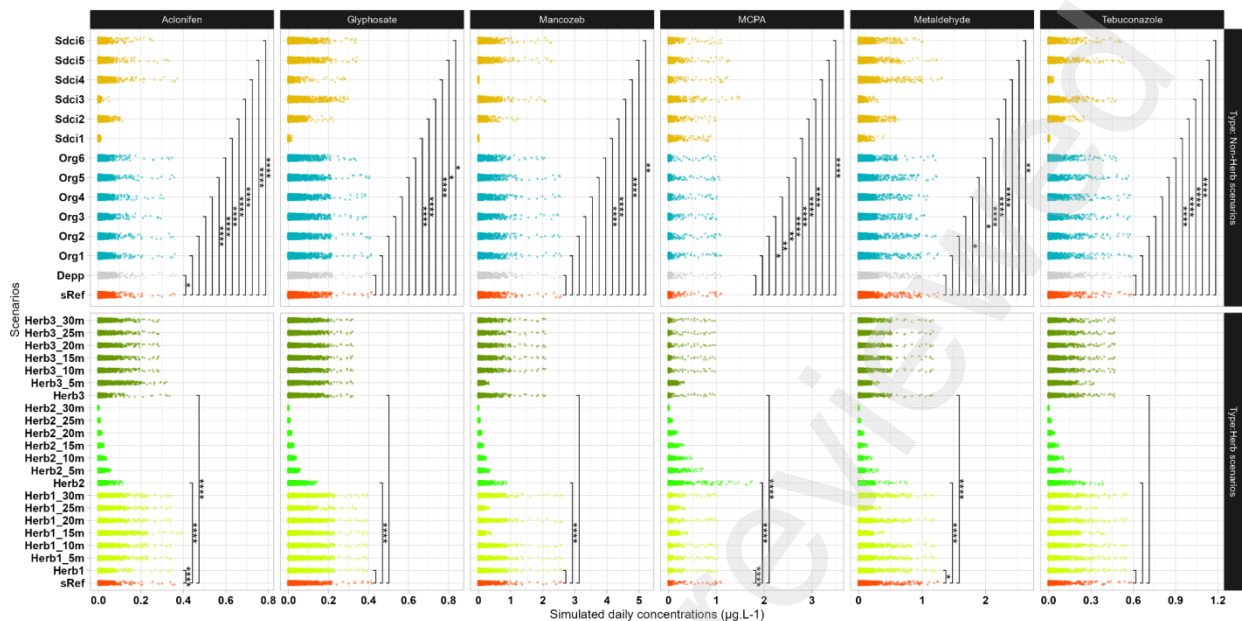 Aclonifen Glyphosate Mancozeb MCPA Metaldehyde Tebuconazole
Scenarios
Sdci6
Sdci5
Sdci4
Sdci3
Sdci2
Sdci1
Org6
Org5
Org4
Org3
Org2
Org1
Depp
sRef
Type: Non-Herb scenarios
Herb3_30m
Herb3_25m
Herb3_20m
Herb3_15m
Herb3_10m
Herb3_5m
Herb3
Herb2_30m
Herb2_25m
Herb2_20m
Herb2_15m
Herb2_10m
Herb2_5m
Herb2
Herb1_30m
Herb1_25m
Herb1_20m
Herb1_15m
Herb1_10m
Herb1_5m
Herb1
sRef
Type:Herb scenarios
0.0 0.2 0.4 0.6 0.8 0.0 0.2 0.4 0.6 0.8 0 1 2 3 4 5 0 1 2 3 0 1 2 0.0 0.3 0.6 0.9 1.2
Simulated daily concentrations (µg.L-1)
reviewed